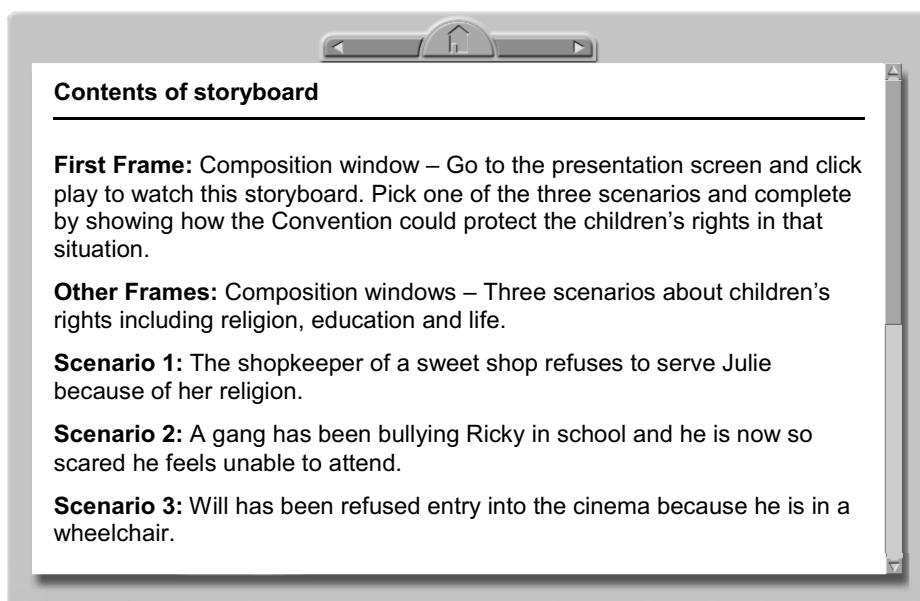 Contents of storyboard
First Frame: Composition window – Go to the presentation screen and click
play to watch this storyboard. Pick one of the three scenarios and complete
by showing how the Convention could protect the children's rights in that
situation.
Other Frames: Composition windows – Three scenarios about children's
rights including religion, education and life.
Scenario 1: The shopkeeper of a sweet shop refuses to serve Julie
because of her religion.
Scenario 2: A gang has been bullying Ricky in school and he is now so
scared he feels unable to attend.
Scenario 3: Will has been refused entry into the cinema because he is in a
wheelchair.